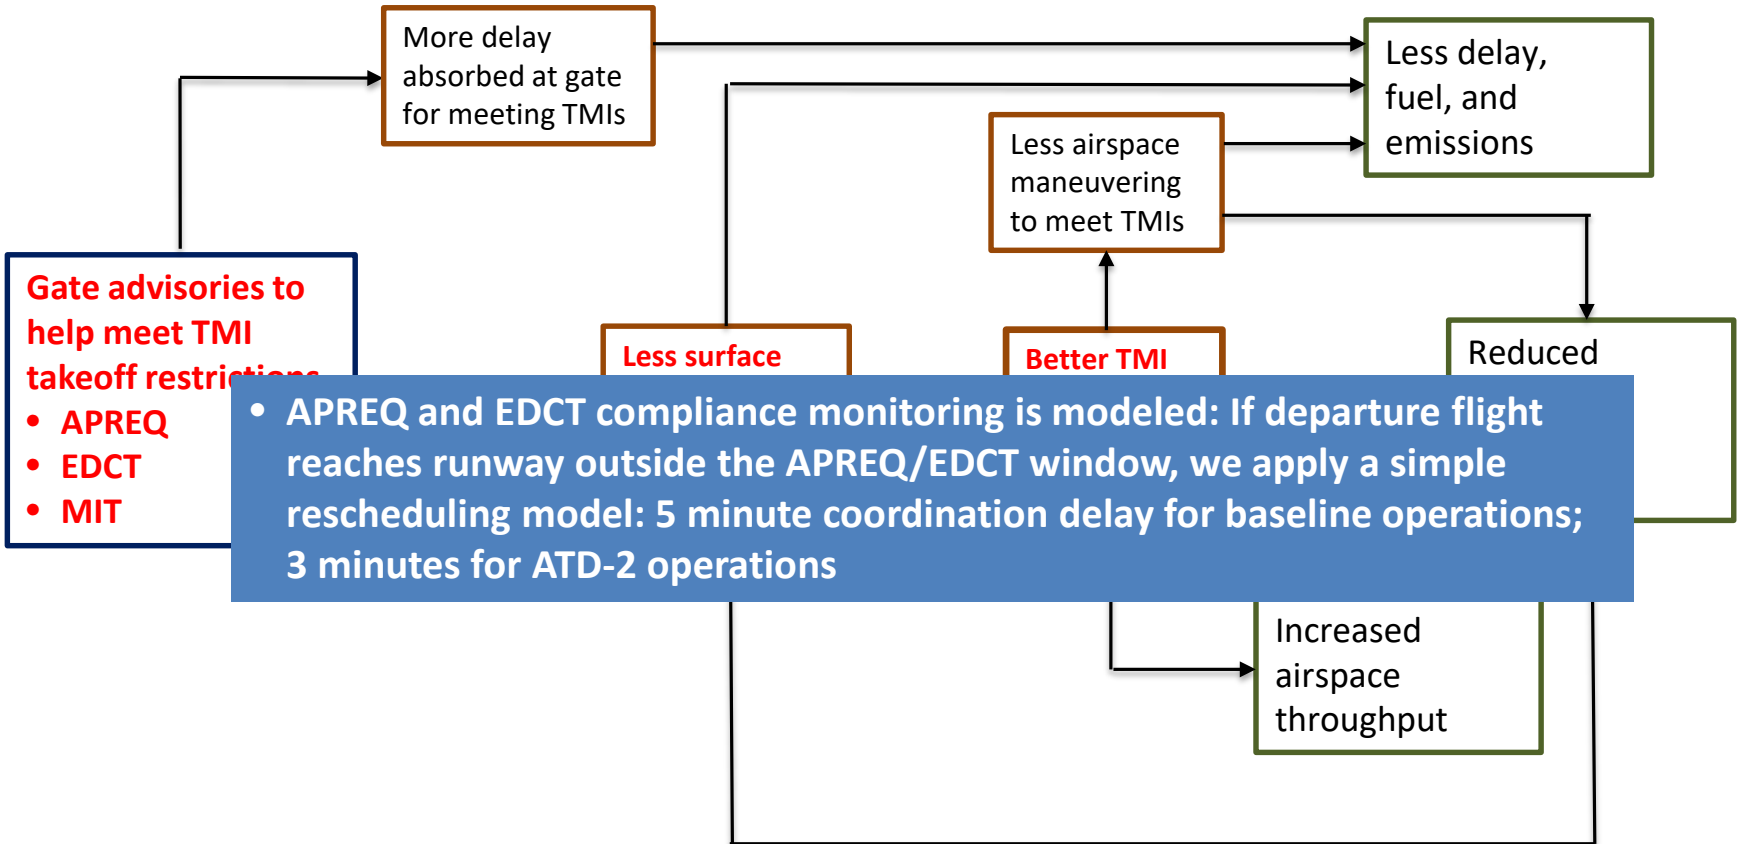 More delay
absorbed at gate
for meeting TMIs
Less delay,
fuel, and
emissions
Less airspace
maneuvering
to meet TMIs
Gate advisories to
help meet TMI
takeoff restrictions
• APREQ
• EDCT
• MIT
Less surface
Better TMI
Reduced
• APREQ and EDCT compliance monitoring is modeled: If departure flight
reaches runway outside the APREQ/EDCT window, we apply a simple
rescheduling model: 5 minute coordination delay for baseline operations;
3 minutes for ATD-2 operations
Increased
airspace
throughput